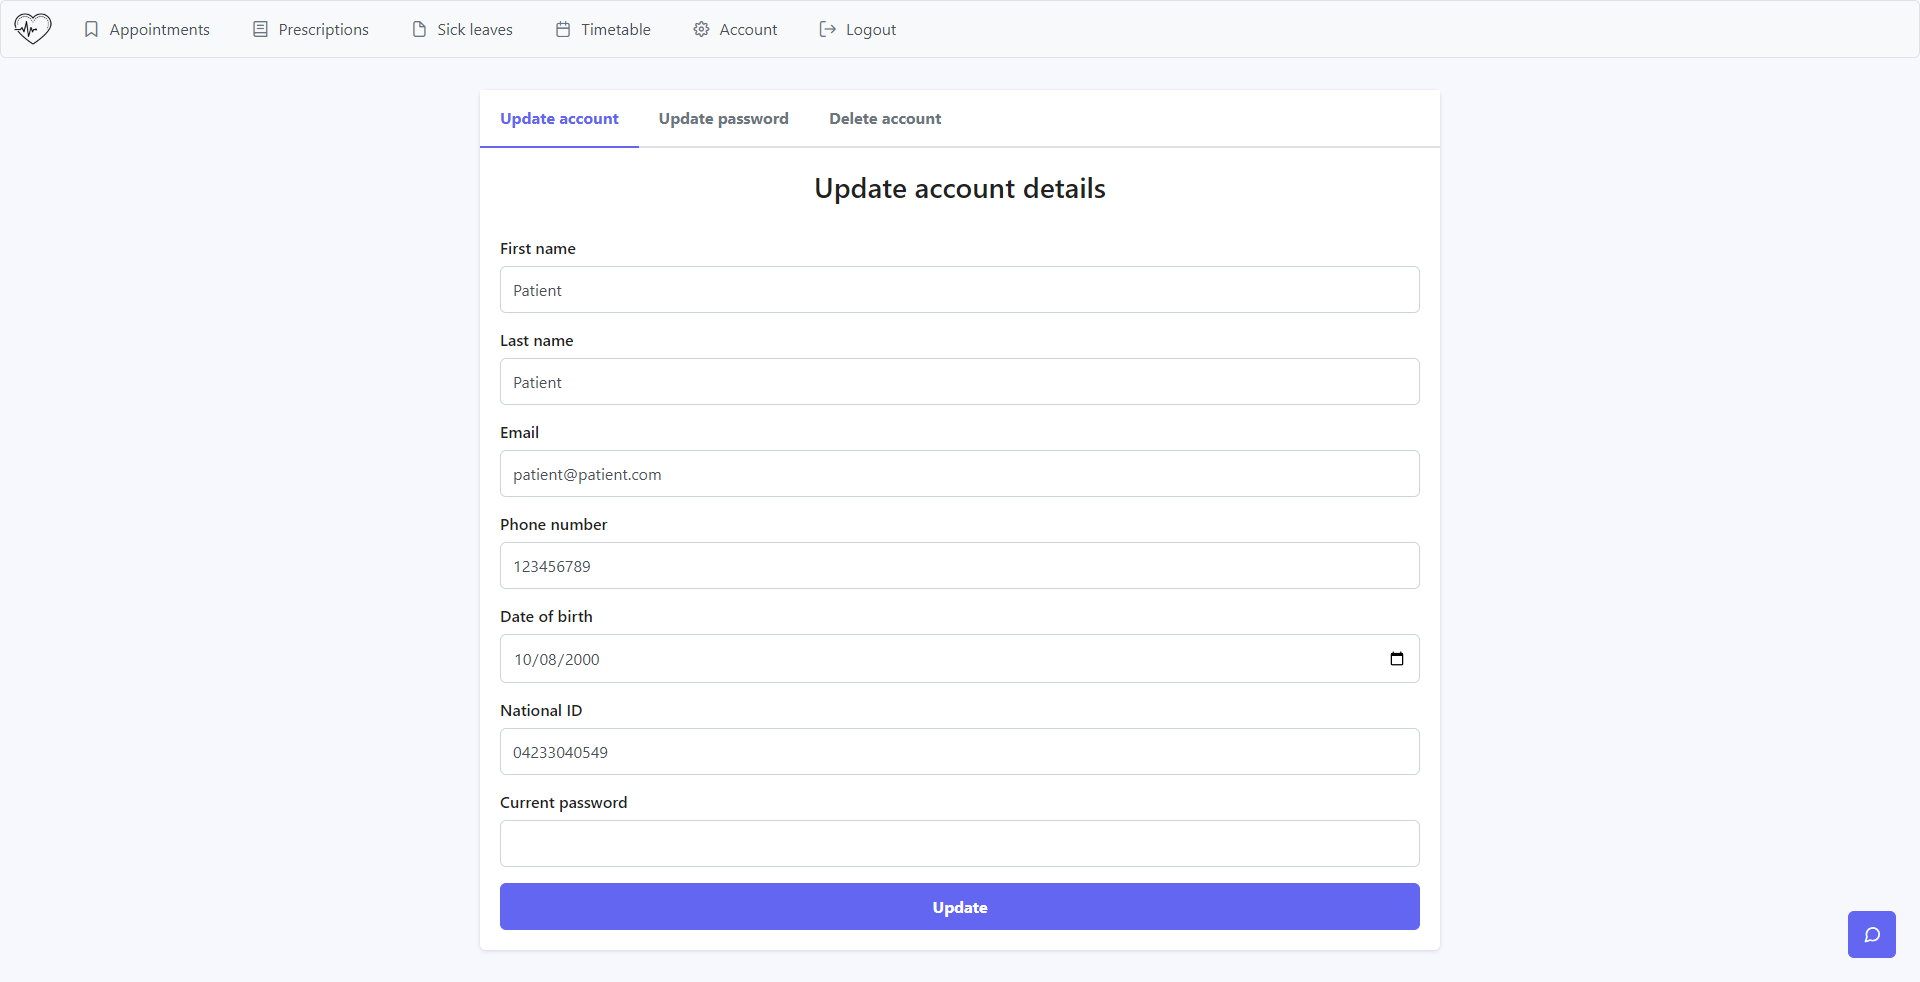 Appointments Prescriptions Sick leaves Timetable Account Logout
Update account Update password Delete account
Update account details
First name
Patient
Last name
Patient
Email
patient@patient.com
Phone number
123456789
Date of birth
10/08/2000
National ID
04233040549
Current password
Update